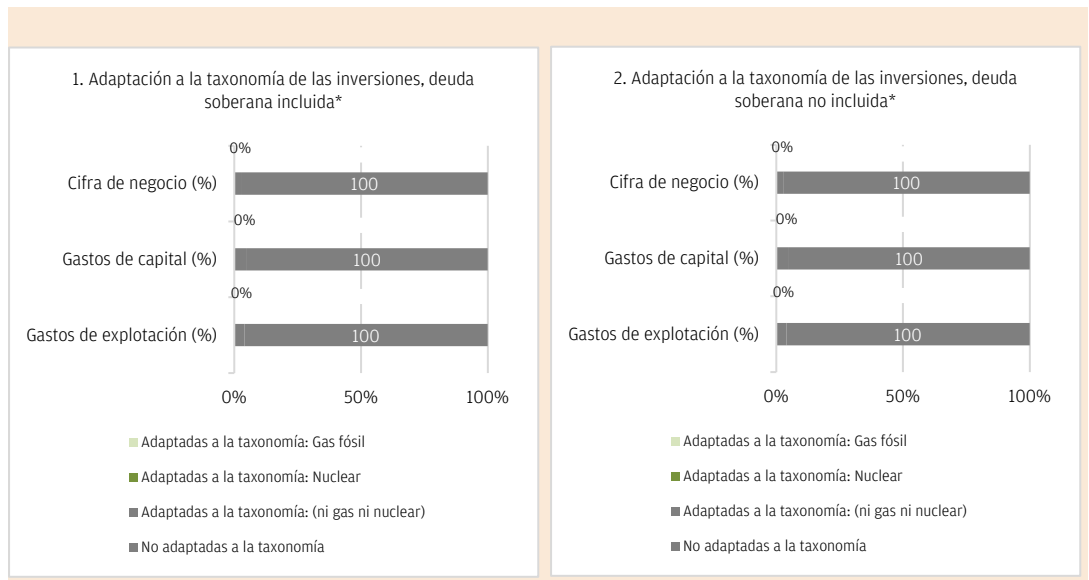 1. Adaptación a la taxonomía de las inversiones, deuda
soberana incluida*
0%
Cifra de negocio (%)
100
0%
Gastos de capital (%)
100
0%
Gastos de explotación (%)
100
0%
50%
100%
Adaptadas a la taxonomía: Gas fósil
Adaptadas a la taxonomía: Nuclear
Adaptadas a la taxonomía: (ni gas ni nuclear)
No adaptadas a la taxonomía
2. Adaptación a la taxonomía de las inversiones, deuda
soberana no incluida*
0%
Cifra de negocio (%)
100
0%
Gastos de capital (%)
100
0%
Gastos de explotación (%)
100
0%
50%
100%
Adaptadas a la taxonomía: Gas fósil
Adaptadas a la taxonomía: Nuclear
Adaptadas a la taxonomía: (ni gas ni nuclear)
No adaptadas a la taxonomía